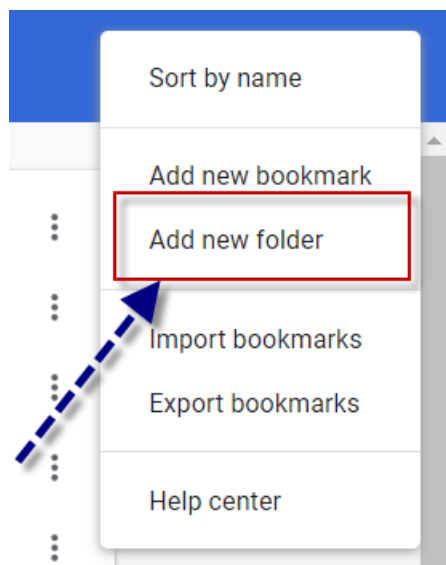 Sort by name
Add new bookmark
Add new folder
Import bookmarks
Export bookmarks
Help center